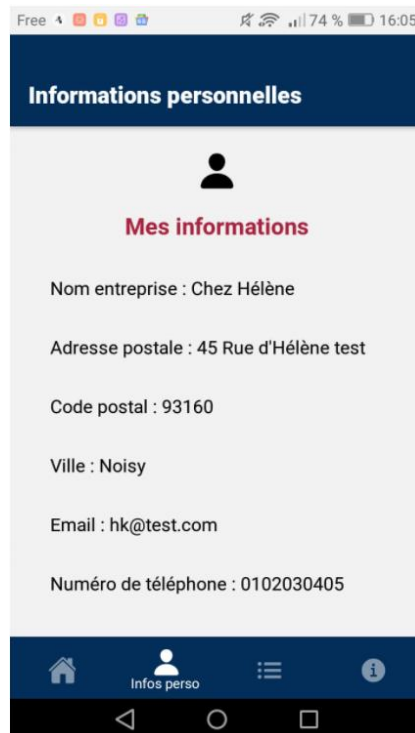 Free 74 % 16:05
Informations personnelles
Mes informations
Nom entreprise : Chez Hélène
Adresse postale : 45 Rue d'Hélène test
Code postal : 93160
Ville : Noisy
Email : hk@test.com
Numéro de téléphone : 0102030405
Infos perso